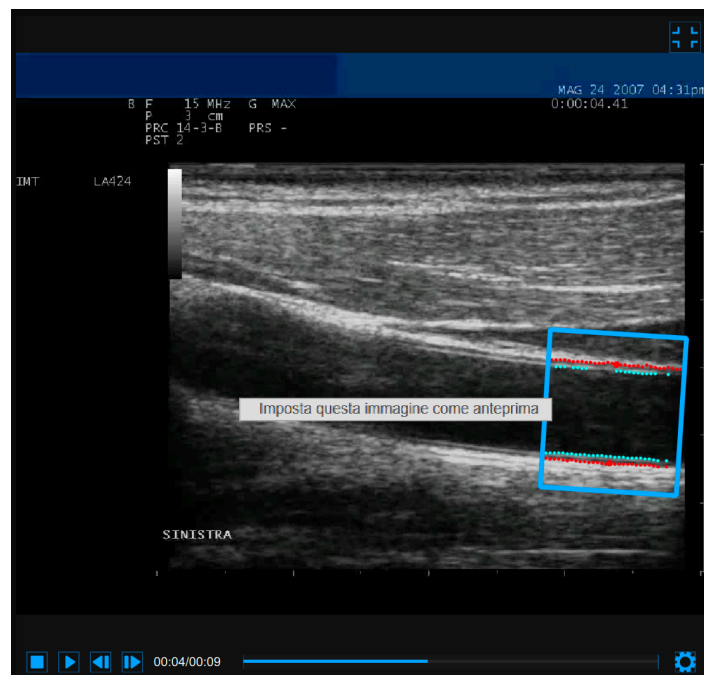 MAG 24 2007 04:31pm
B F 15 MHz G MAX 0:00:04.41
P 3 cm
PRC 14-3-B PRS -
PST 2
IMT LA424
Imposta questa immagine come anteprima
SINISTRA
00:04/00:09